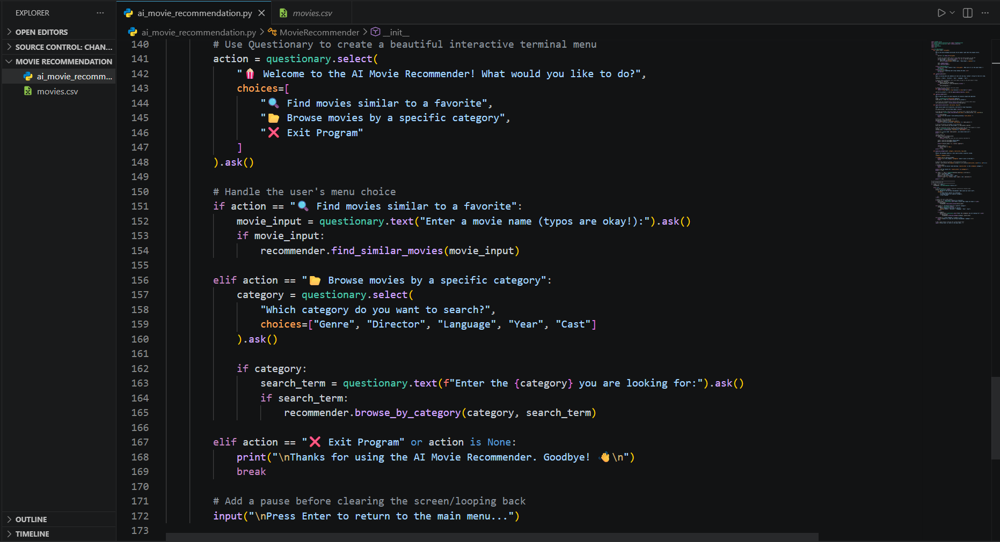 EXPLORER ···
OPEN EDITORS
SOURCE CONTROL: CHAN...
MOVIE RECOMMENDATION
ai_movie_recomm...
movies.csv
OUTLINE
TIMELINE
ai_movie_recommendation.py movies.csv
ai_movie_recommendation.py > MovieRecommender > __init__
140 # Use Questionary to create a beautiful interactive terminal menu
141 action = questionary.select(
142 "🍿 Welcome to the AI Movie Recommender! What would you like to do?",
143 choices=[
144 "🔍 Find movies similar to a favorite",
145 "📂 Browse movies by a specific category",
146 "❌ Exit Program"
147 ]
148 ).ask()
149
150 # Handle the user's menu choice
151 if action == "🔍 Find movies similar to a favorite":
152 movie_input = questionary.text("Enter a movie name (typos are okay!):").ask()
153 if movie_input:
154 recommender.find_similar_movies(movie_input)
155
156 elif action == "📂 Browse movies by a specific category":
157 category = questionary.select(
158 "Which category do you want to search?",
159 choices=["Genre", "Director", "Language", "Year", "Cast"]
160 ).ask()
161
162 if category:
163 search_term = questionary.text(f"Enter the {category} you are looking for:").ask()
164 if search_term:
165 recommender.browse_by_category(category, search_term)
166
167 elif action == "❌ Exit Program" or action is None:
168 print("\nThanks for using the AI Movie Recommender. Goodbye! 👋\n")
169 break
170
171 # Add a pause before clearing the screen/looping back
172 input("\nPress Enter to return to the main menu...")
173